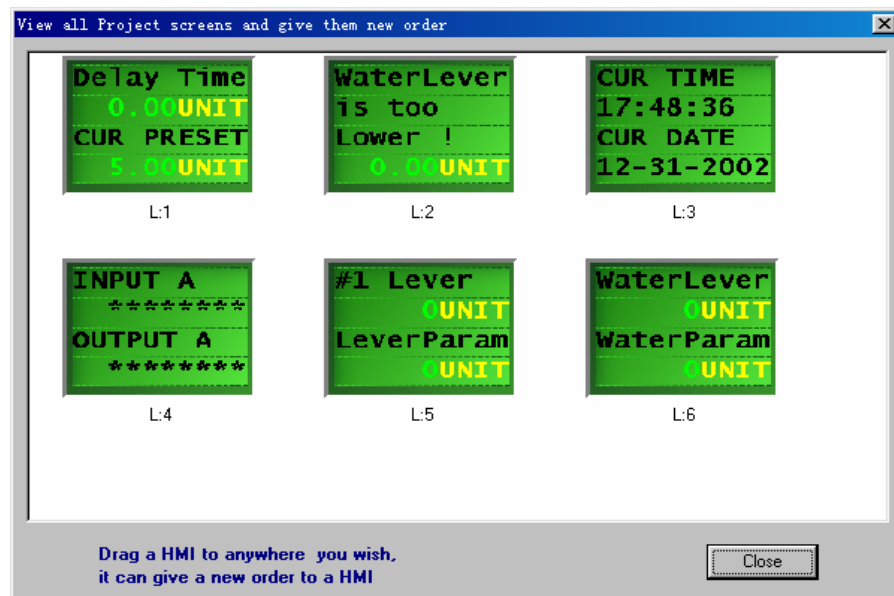 View all Project screens and give them new order
Delay Time
0.00UNIT
CUR PRESET
5.00UNIT
L:1
WaterLever
is too
Lower !
0.00UNIT
L:2
CUR TIME
17:48:36
CUR DATE
12-31-2002
L:3
INPUT A
********
OUTPUT A
********
L:4
#1 Lever
0UNIT
LeverParam
0UNIT
L:5
WaterLever
0UNIT
WaterParam
0UNIT
L:6
Drag a HMI to anywhere you wish,
it can give a new order to a HMI
Close